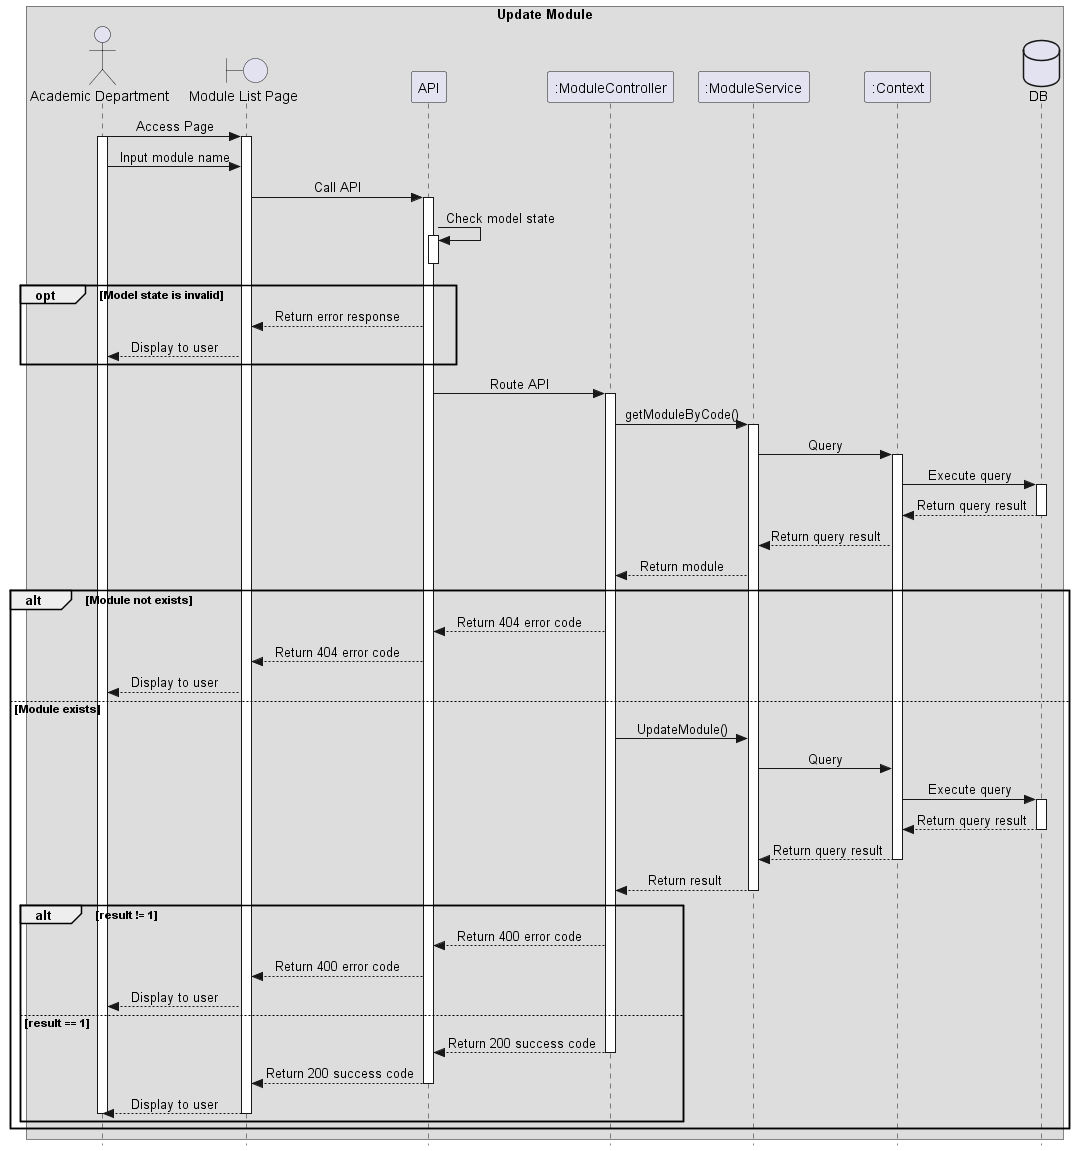 Update Module
Academic Department
Module List Page
API
:ModuleController
:ModuleService
:Context
DB
Access Page
Input module name
Call API
Check model state
opt
[Model state is invalid]
Return error response
Display to user
Route API
getModuleByCode()
Query
Execute query
Return query result
Return query result
Return module
alt
[Module not exists]
Return 404 error code
Return 404 error code
Display to user
[Module exists]
UpdateModule()
Query
Execute query
Return query result
Return query result
Return result
alt
[result != 1]
Return 400 error code
Return 400 error code
Display to user
[result == 1]
Return 200 success code
Return 200 success code
Display to user